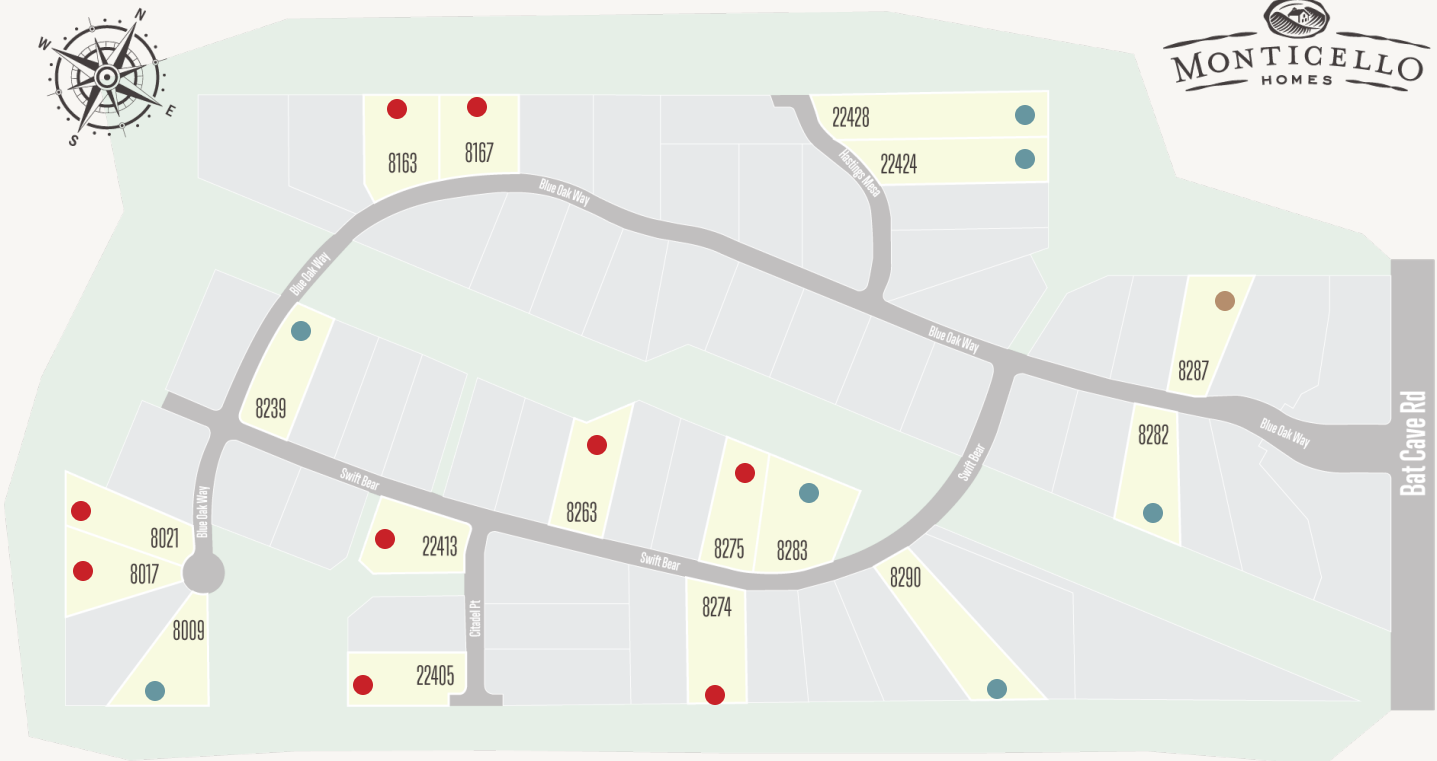 N
W
E
S
MONTICELLO
HOMES
22428
8163
8167
22424
Hastings Mesa
Blue Oak Way
Blue Oak Way
Blue Oak Way
8287
8239
8282
Blue Oak Way
Bat Cave Rd
Swift Bear
Swift Bear
8263
Blue Oak Way
8021
22413
8275
8283
Swift Bear
8017
8290
8274
Citadel Pt
8009
22405